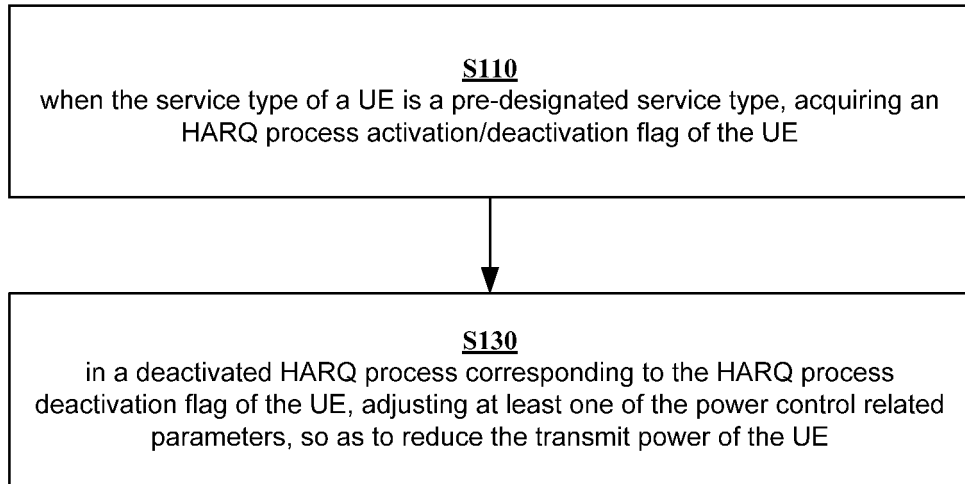 S110
when the service type of a UE is a pre-designated service type, acquiring an
HARQ process activation/deactivation flag of the UE
S130
in a deactivated HARQ process corresponding to the HARQ process
deactivation flag of the UE, adjusting at least one of the power control related
parameters, so as to reduce the transmit power of the UE